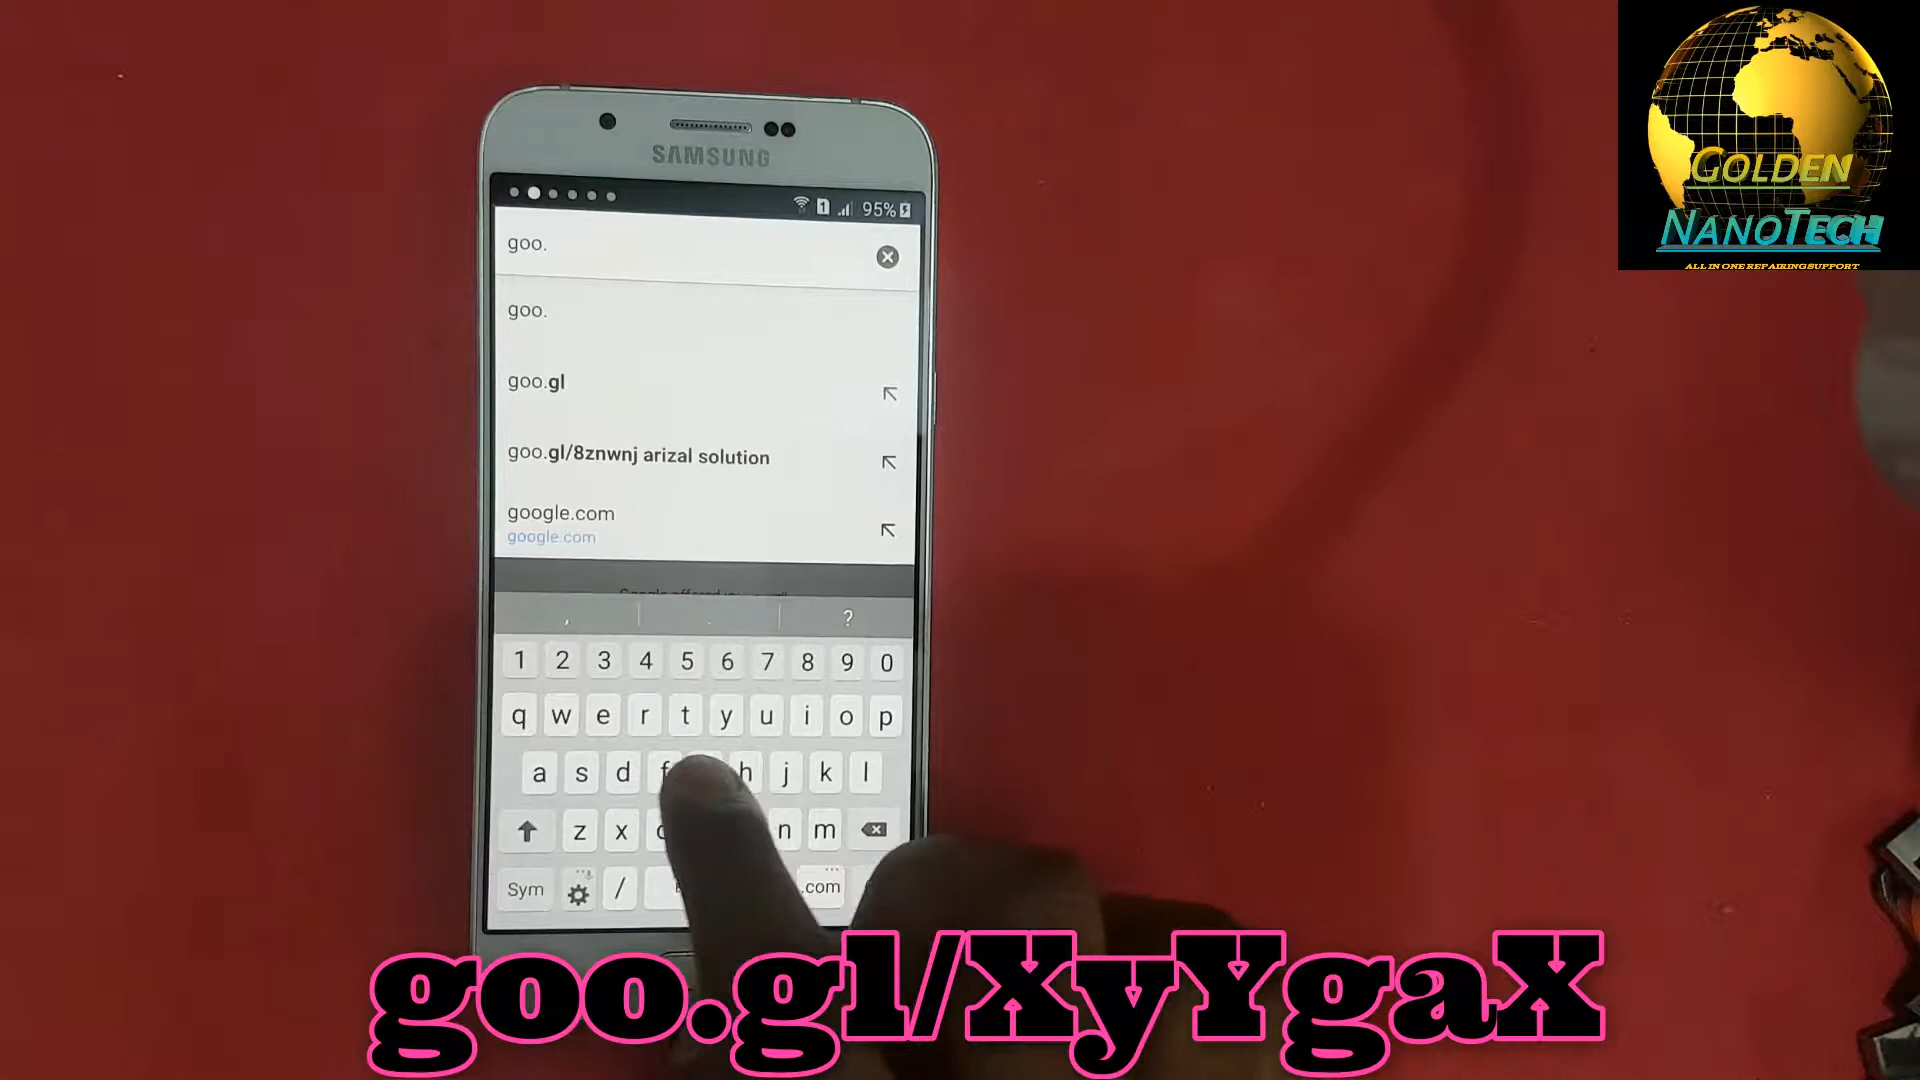 GOLDEN
NANOTECH
ALL IN ONE REPAIRING SUPPORT
SAMSUNG
1
95%
goo.
goo.
goo.gl
goo.gl/8znwnj arizal solution
google.com
google.com
, . ?
1 2 3 4 5 6 7 8 9 0
q w e r t y u i o p
a s d f h j k l
z x c n m
Sym / .com
goo.gl/XyYgaX